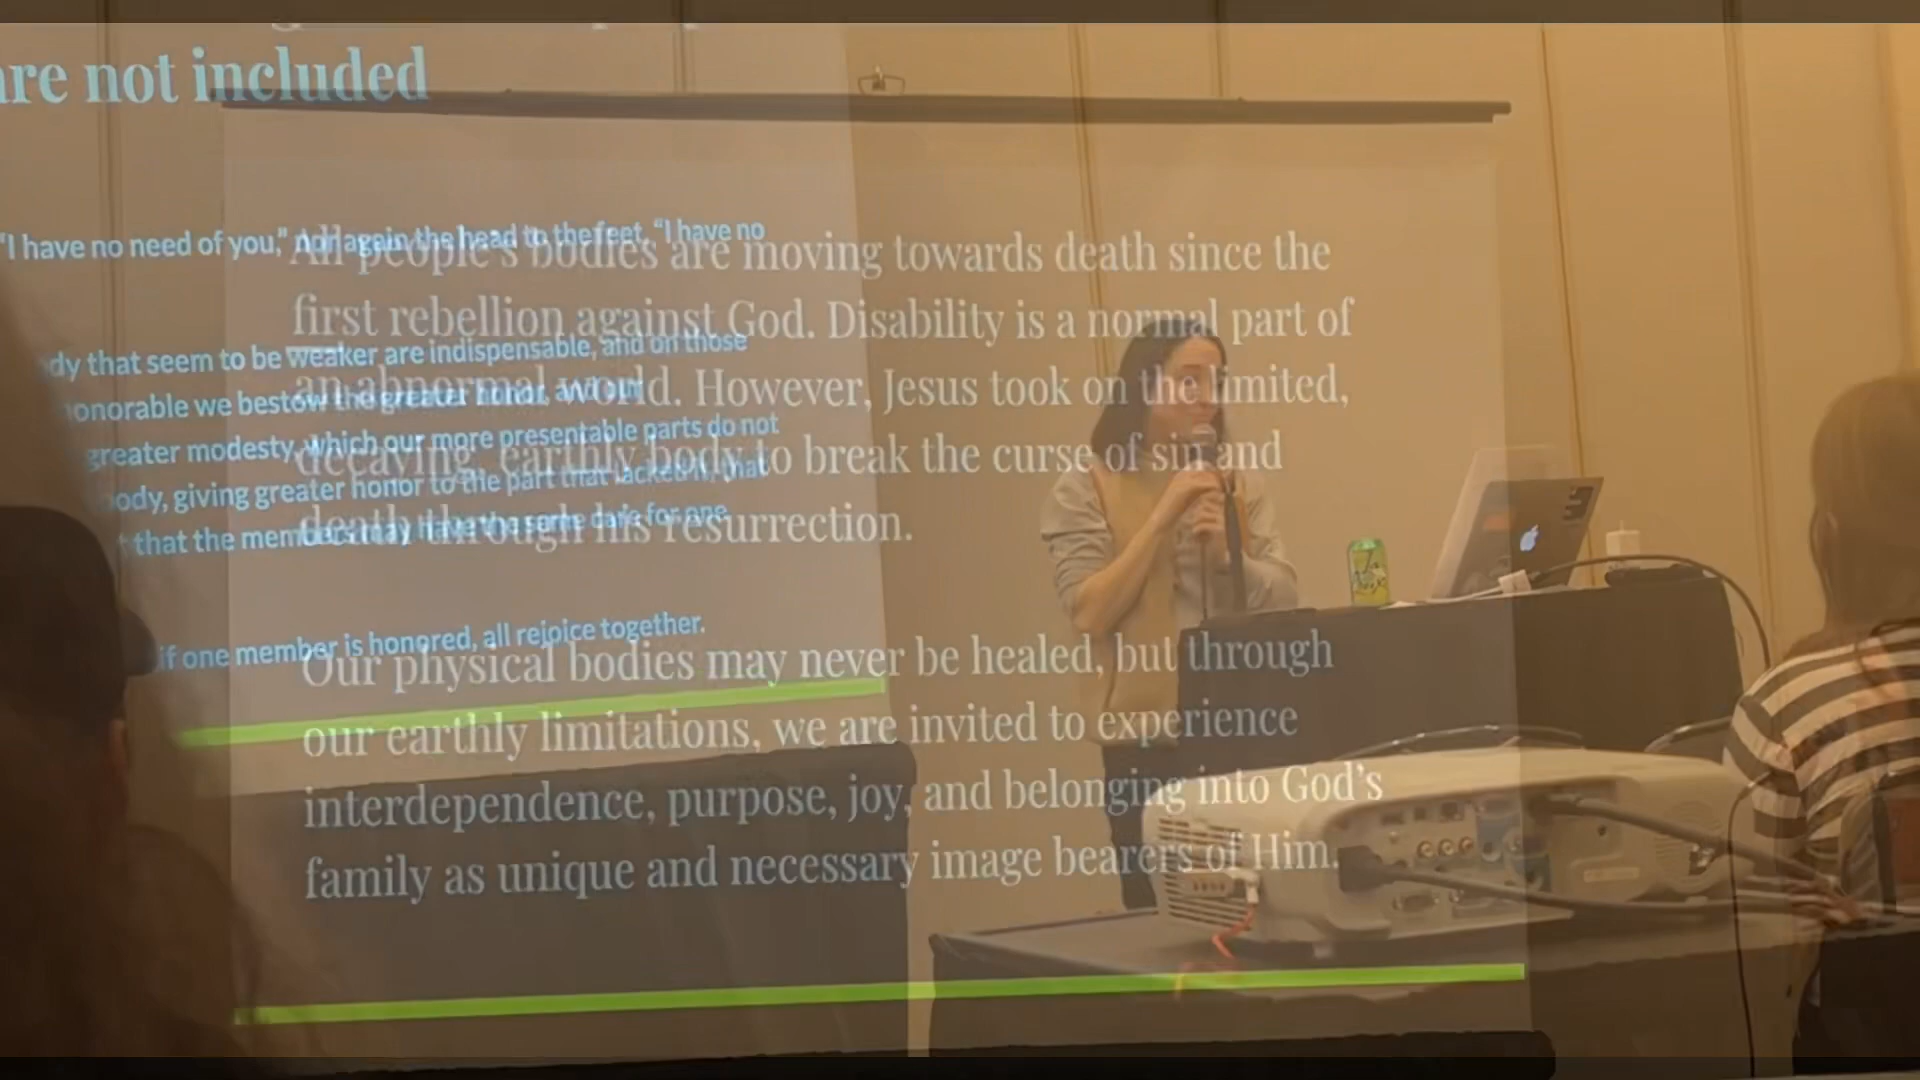 are not included
"I have no need of you," nor again the head to the feet, "I have no
dy that seem to be weaker are indispensable, and on those
onorable we bestow the greater honor, and our
greater modesty, which our more presentable parts do not
ody, giving greater honor to the part that lacked it, that
that the members may have the same care for one
if one member is honored, all rejoice together.
All people's bodies are moving towards death since the
first rebellion against God. Disability is a normal part of
an abnormal world. However, Jesus took on the limited,
decaying, earthly body to break the curse of sin and
death through his resurrection.
Our physical bodies may never be healed, but through
our earthly limitations, we are invited to experience
interdependence, purpose, joy, and belonging into God's
family as unique and necessary image bearers of Him.